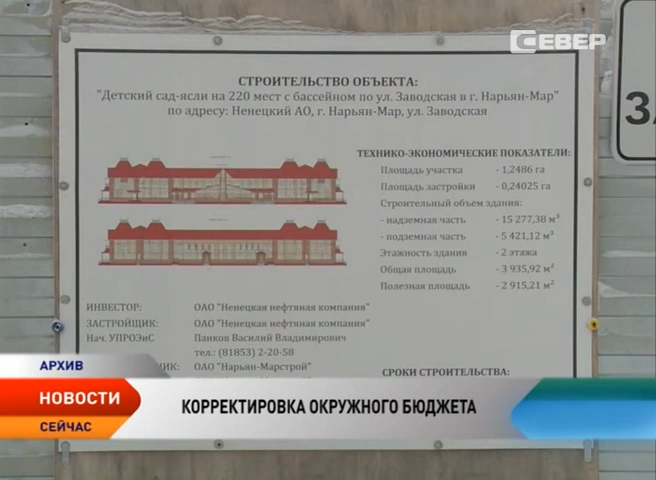 СЕВЕР
СТРОИТЕЛЬСТВО ОБЪЕКТА:
"Детский сад-ясли на 220 мест с бассейном по ул. Заводская в г. Нарьян-Мар"
по адресу: Ненецкий АО, г. Нарьян-Мар, ул. Заводская
ТЕХНИКО-ЭКОНОМИЧЕСКИЕ ПОКАЗАТЕЛИ:
Площадь участка - 1,2486 га
Площадь застройки - 0,24025 га
Строительный объем здания:
- надземная часть - 15 277,38 м³
- подземная часть - 5 421,12 м³
Этажность здания - 2 этажа
Общая площадь - 3 935,92 м²
Полезная площадь - 2 915,21 м²
ИНВЕСТОР: ОАО "Ненецкая нефтяная компания"
ЗАСТРОЙЩИК: ОАО "Ненецкая нефтяная компания"
Нач. УПРОЭиС Панков Василий Владимирович
тел.: (81853) 2-20-58
ИК: ОАО "Нарьян-Марстрой"
СРОКИ СТРОИТЕЛЬСТВА:
АРХИВ
НОВОСТИ
СЕЙЧАС
КОРРЕКТИРОВКА ОКРУЖНОГО БЮДЖЕТА